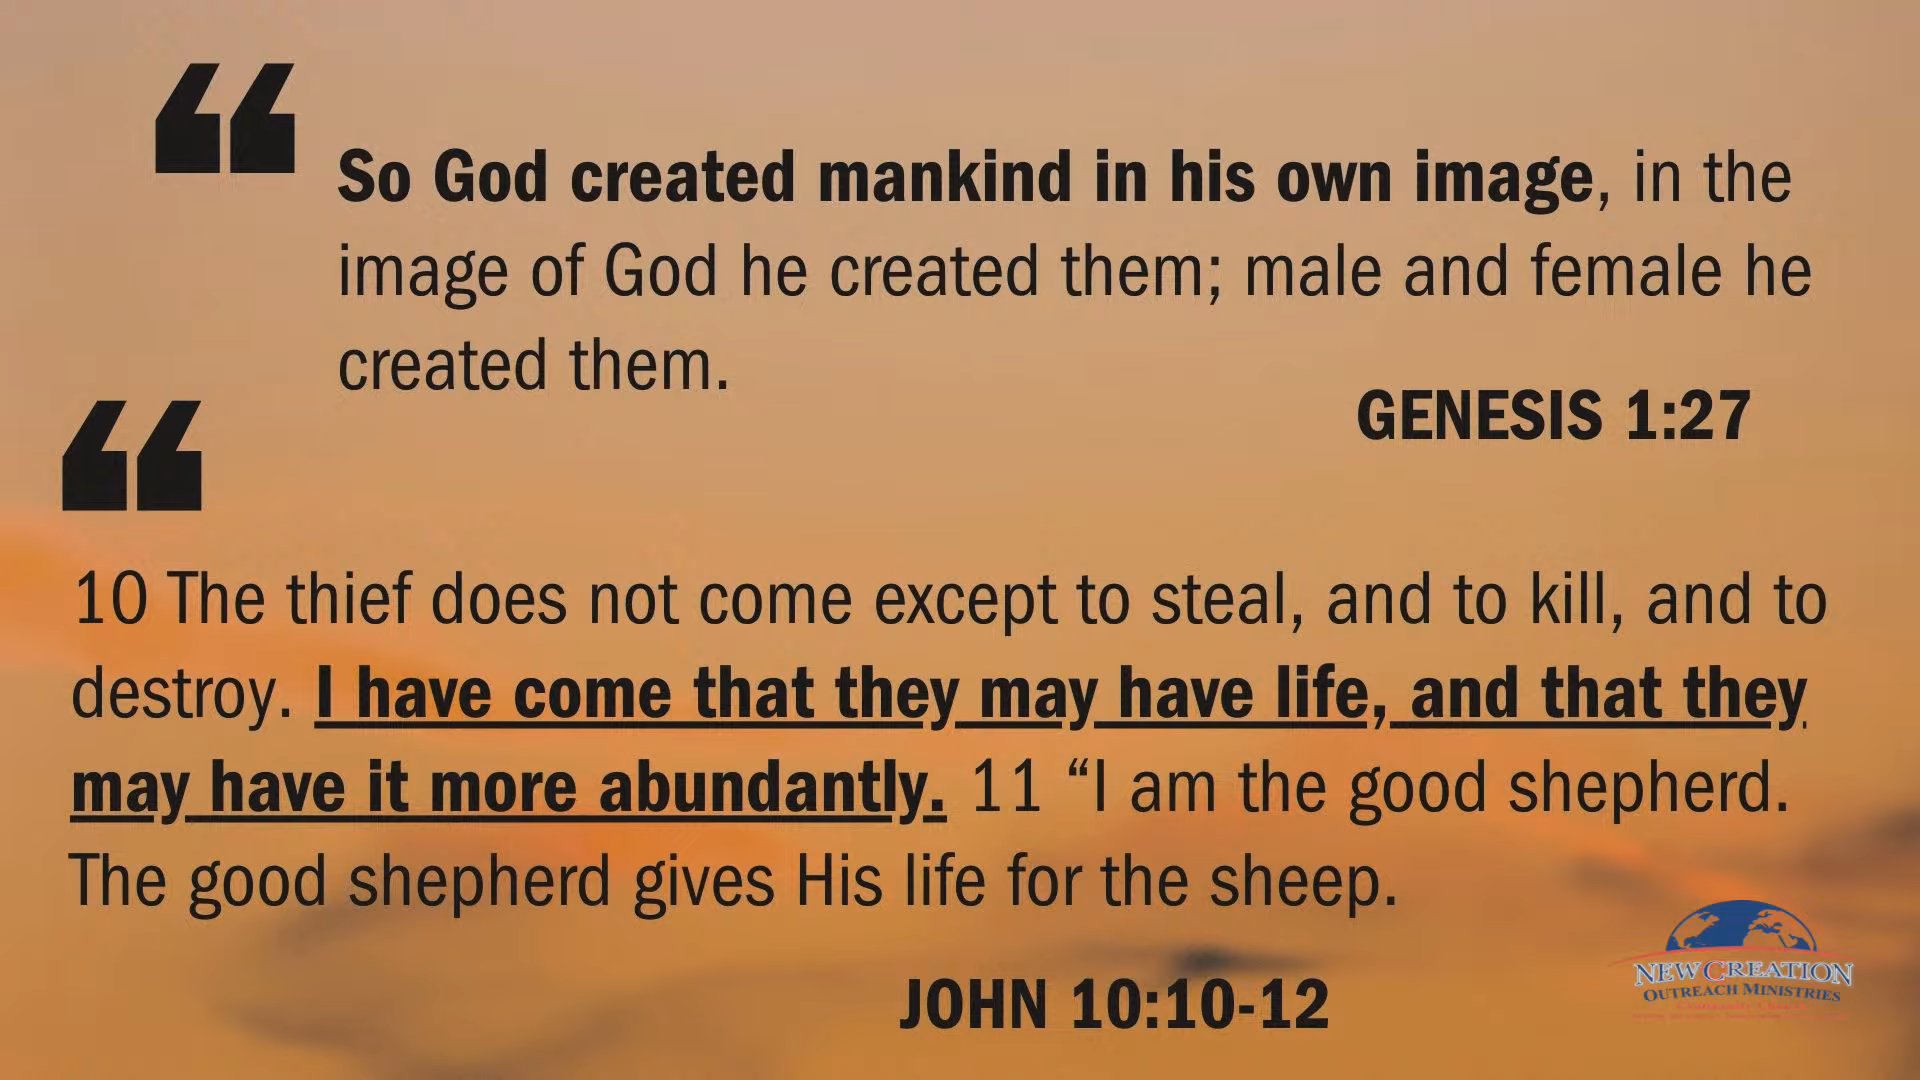 “
So God created mankind in his own image, in the
image of God he created them; male and female he
created them.
GENESIS 1:27
“
10 The thief does not come except to steal, and to kill, and to
destroy. I have come that they may have life, and that they
may have it more abundantly. 11 “I am the good shepherd.
The good shepherd gives His life for the sheep.
JOHN 10:10-12
NEW CREATION
OUTREACH MINISTRIES